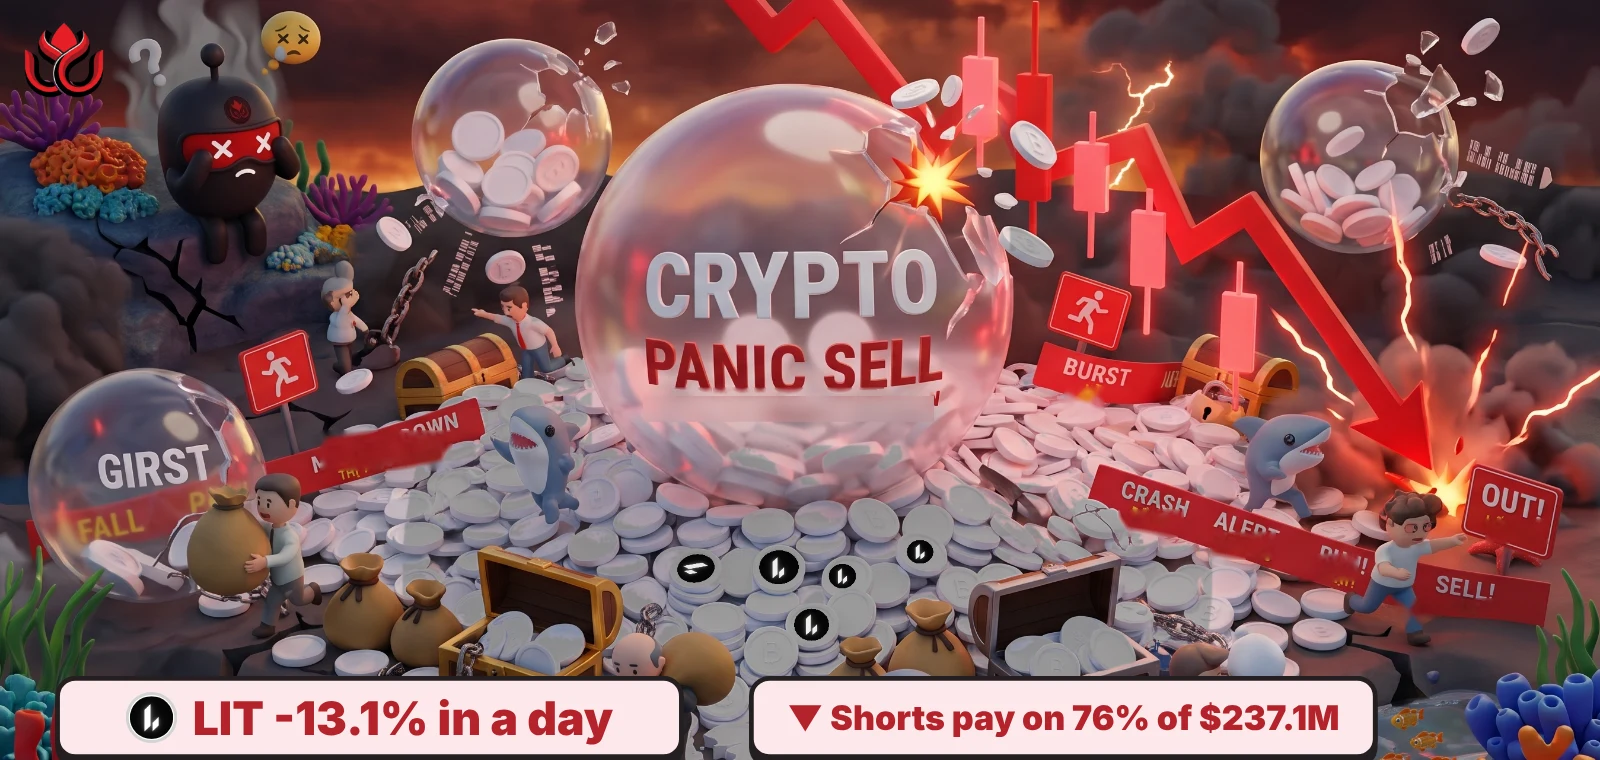 CRYPTO
PANIC SELL
BURST
GIRST
FALL
CRASH ALERT
OUT!
SELL!
LIT -13.1% in a day
▼ Shorts pay on 76% of $237.1M